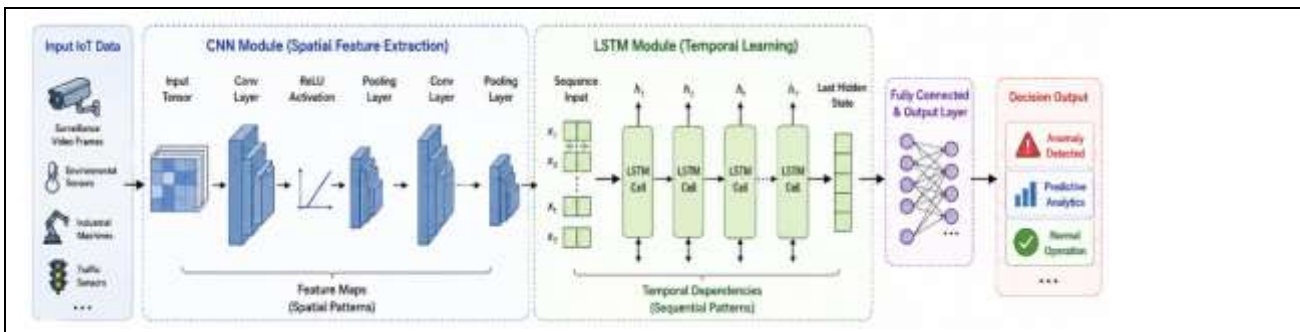 Input IoT Data
Surveillance
Video Frames
Environmental
Sensors
Industrial
Machines
Traffic
Sensors
...
CNN Module (Spatial Feature Extraction)
Input
Tensor
Conv
Layer
ReLU
Activation
Pooling
Layer
Conv
Layer
Pooling
Layer
Feature Maps
(Spatial Patterns)
LSTM Module (Temporal Learning)
Sequence
Input
LSTM
Cell
LSTM
Cell
LSTM
Cell
LSTM
Cell
Last Hidden
State
Temporal Dependencies
(Sequential Patterns)
Fully Connected
& Output Layer
...
Decision Output
Anomaly
Detected
Predictive
Analytics
Normal
Operation
...